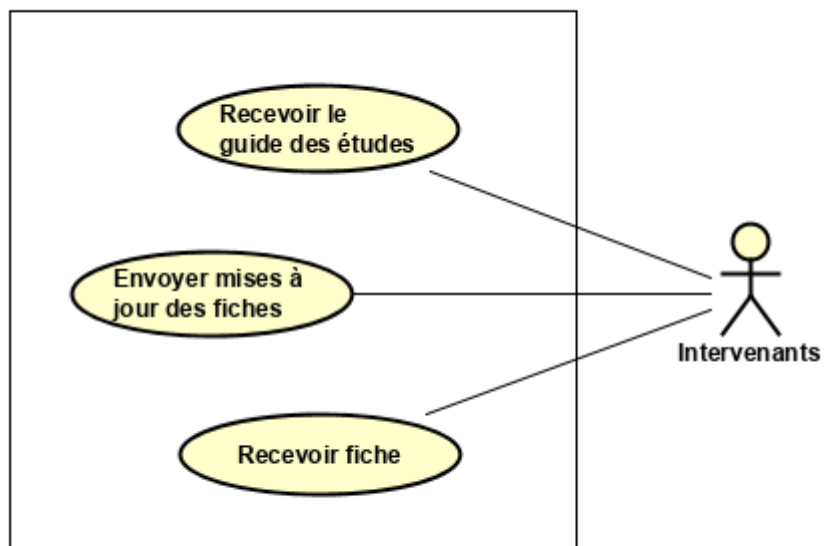 Recevoir le
guide des études
Envoyer mises à
jour des fiches
Intervenants
Recevoir fiche